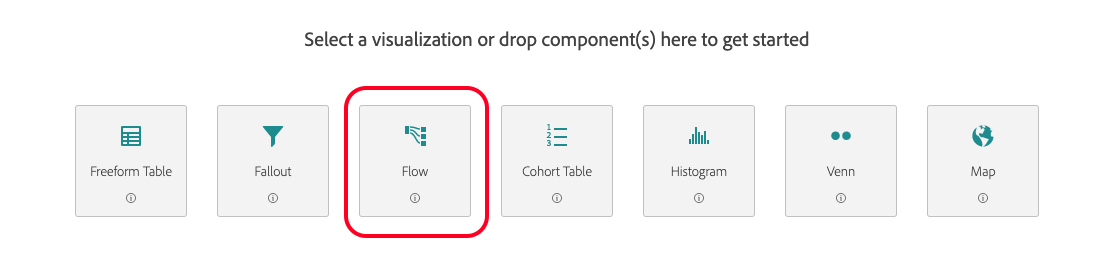 Select a visualization or drop component(s) here to get started
Freeform Table
Fallout
Flow
1
2
3
Cohort Table
Histogram
Venn
Map